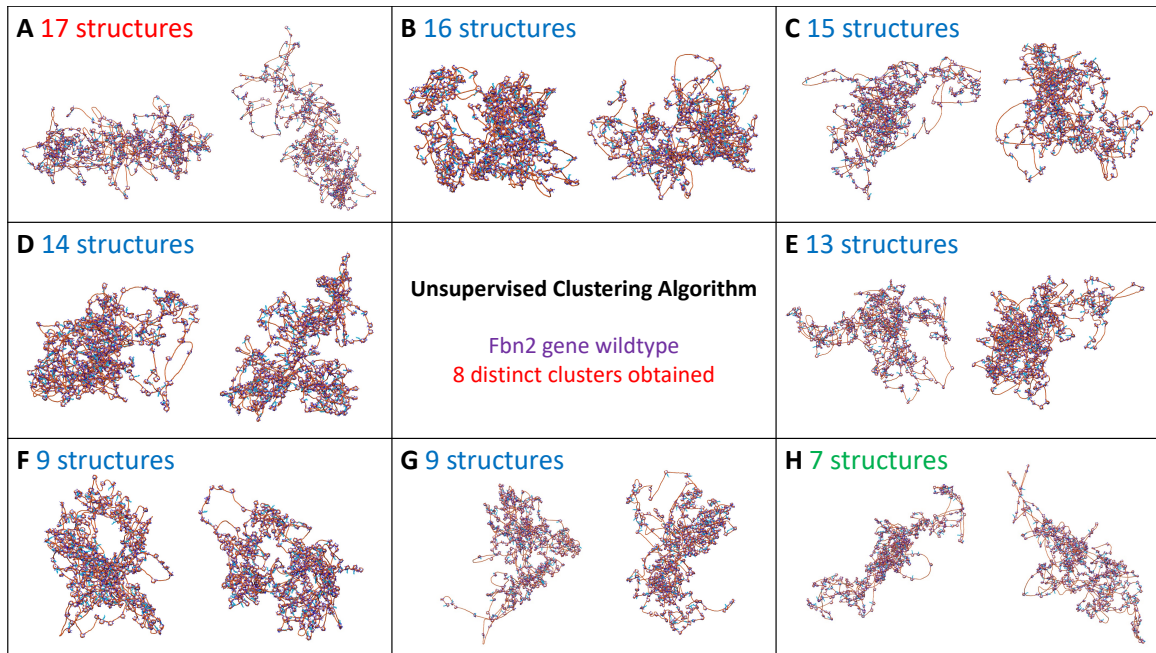 A 17 structures
B 16 structures
C 15 structures
D 14 structures
Unsupervised Clustering Algorithm
Fbn2 gene wildtype
8 distinct clusters obtained
E 13 structures
F 9 structures
G 9 structures
H 7 structures